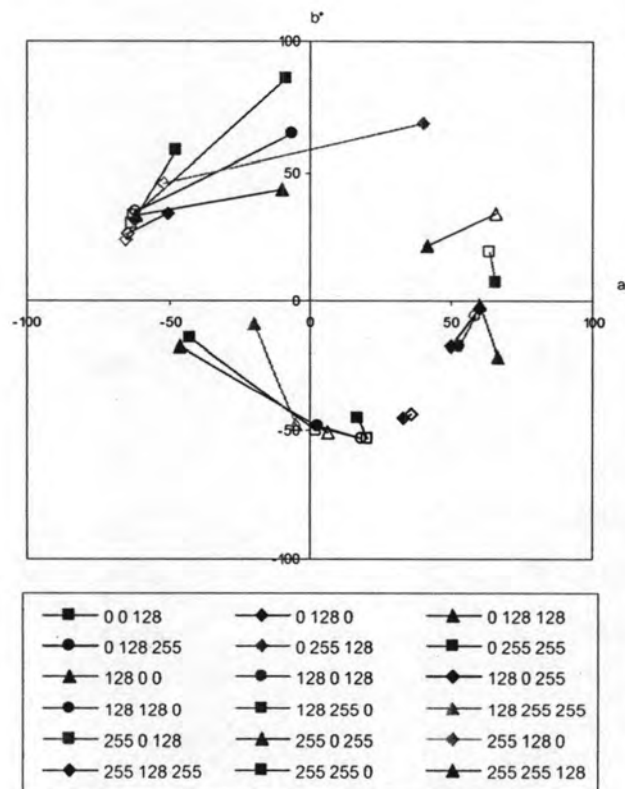 b*
100
50
0
-100
-50
0
50
100
a
-50
-100
0 0 128
0 128 0
0 128 128
0 128 255
0 255 128
0 255 255
128 0 0
128 0 128
128 0 255
128 128 0
128 255 0
128 255 255
255 0 128
255 0 255
255 128 0
255 128 255
255 255 0
255 255 128